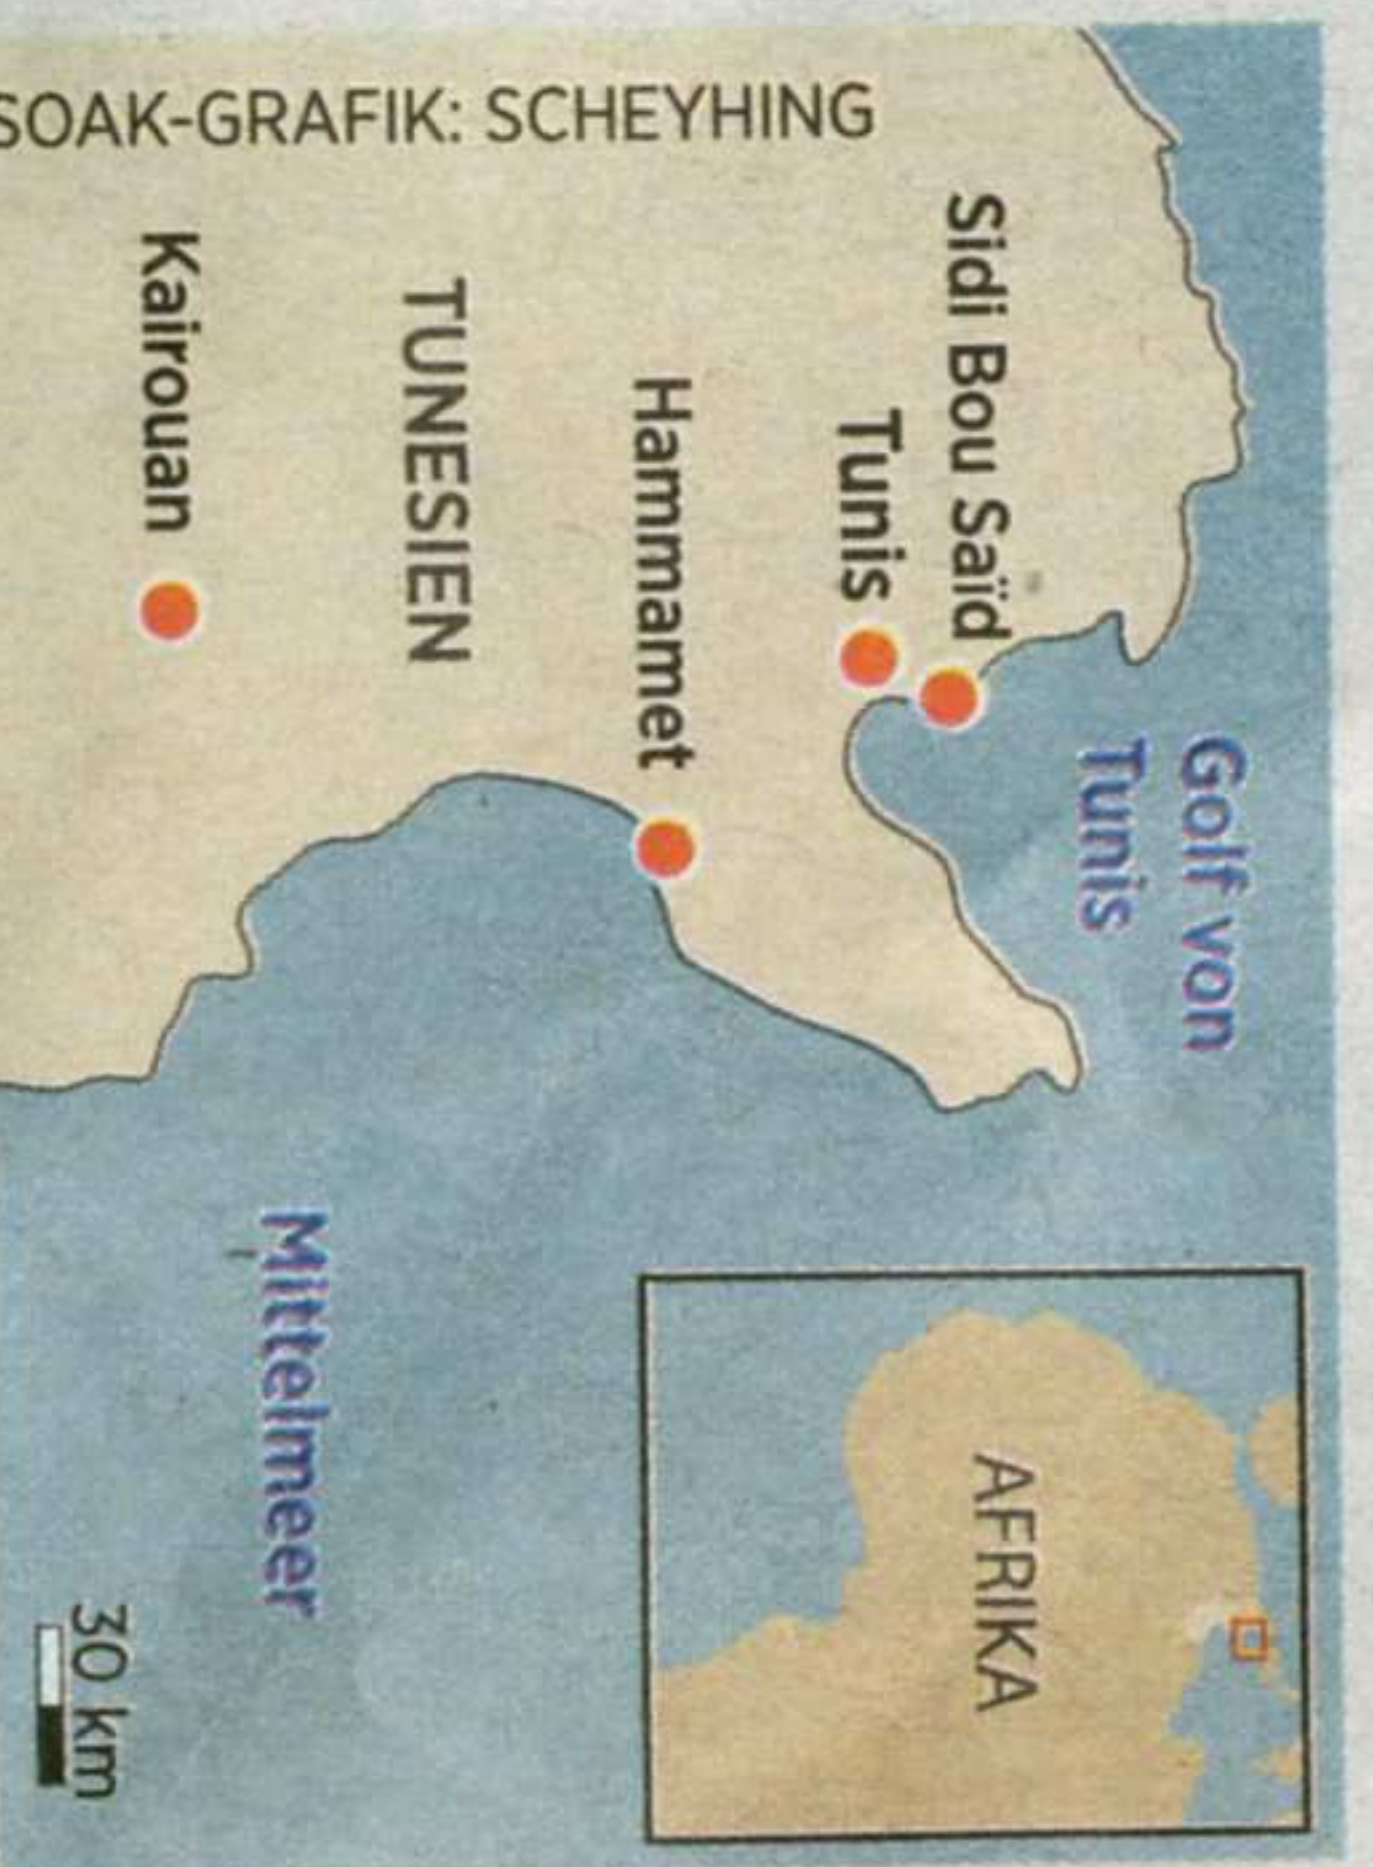 Golf von
Tunis
Sidi Bou Saïd
Tunis
Hammamet
TUNESIEN
Kairouan
Mittelmeer
AFRIKA
30 km
SOAK-GRAFIK: SCHEYHING